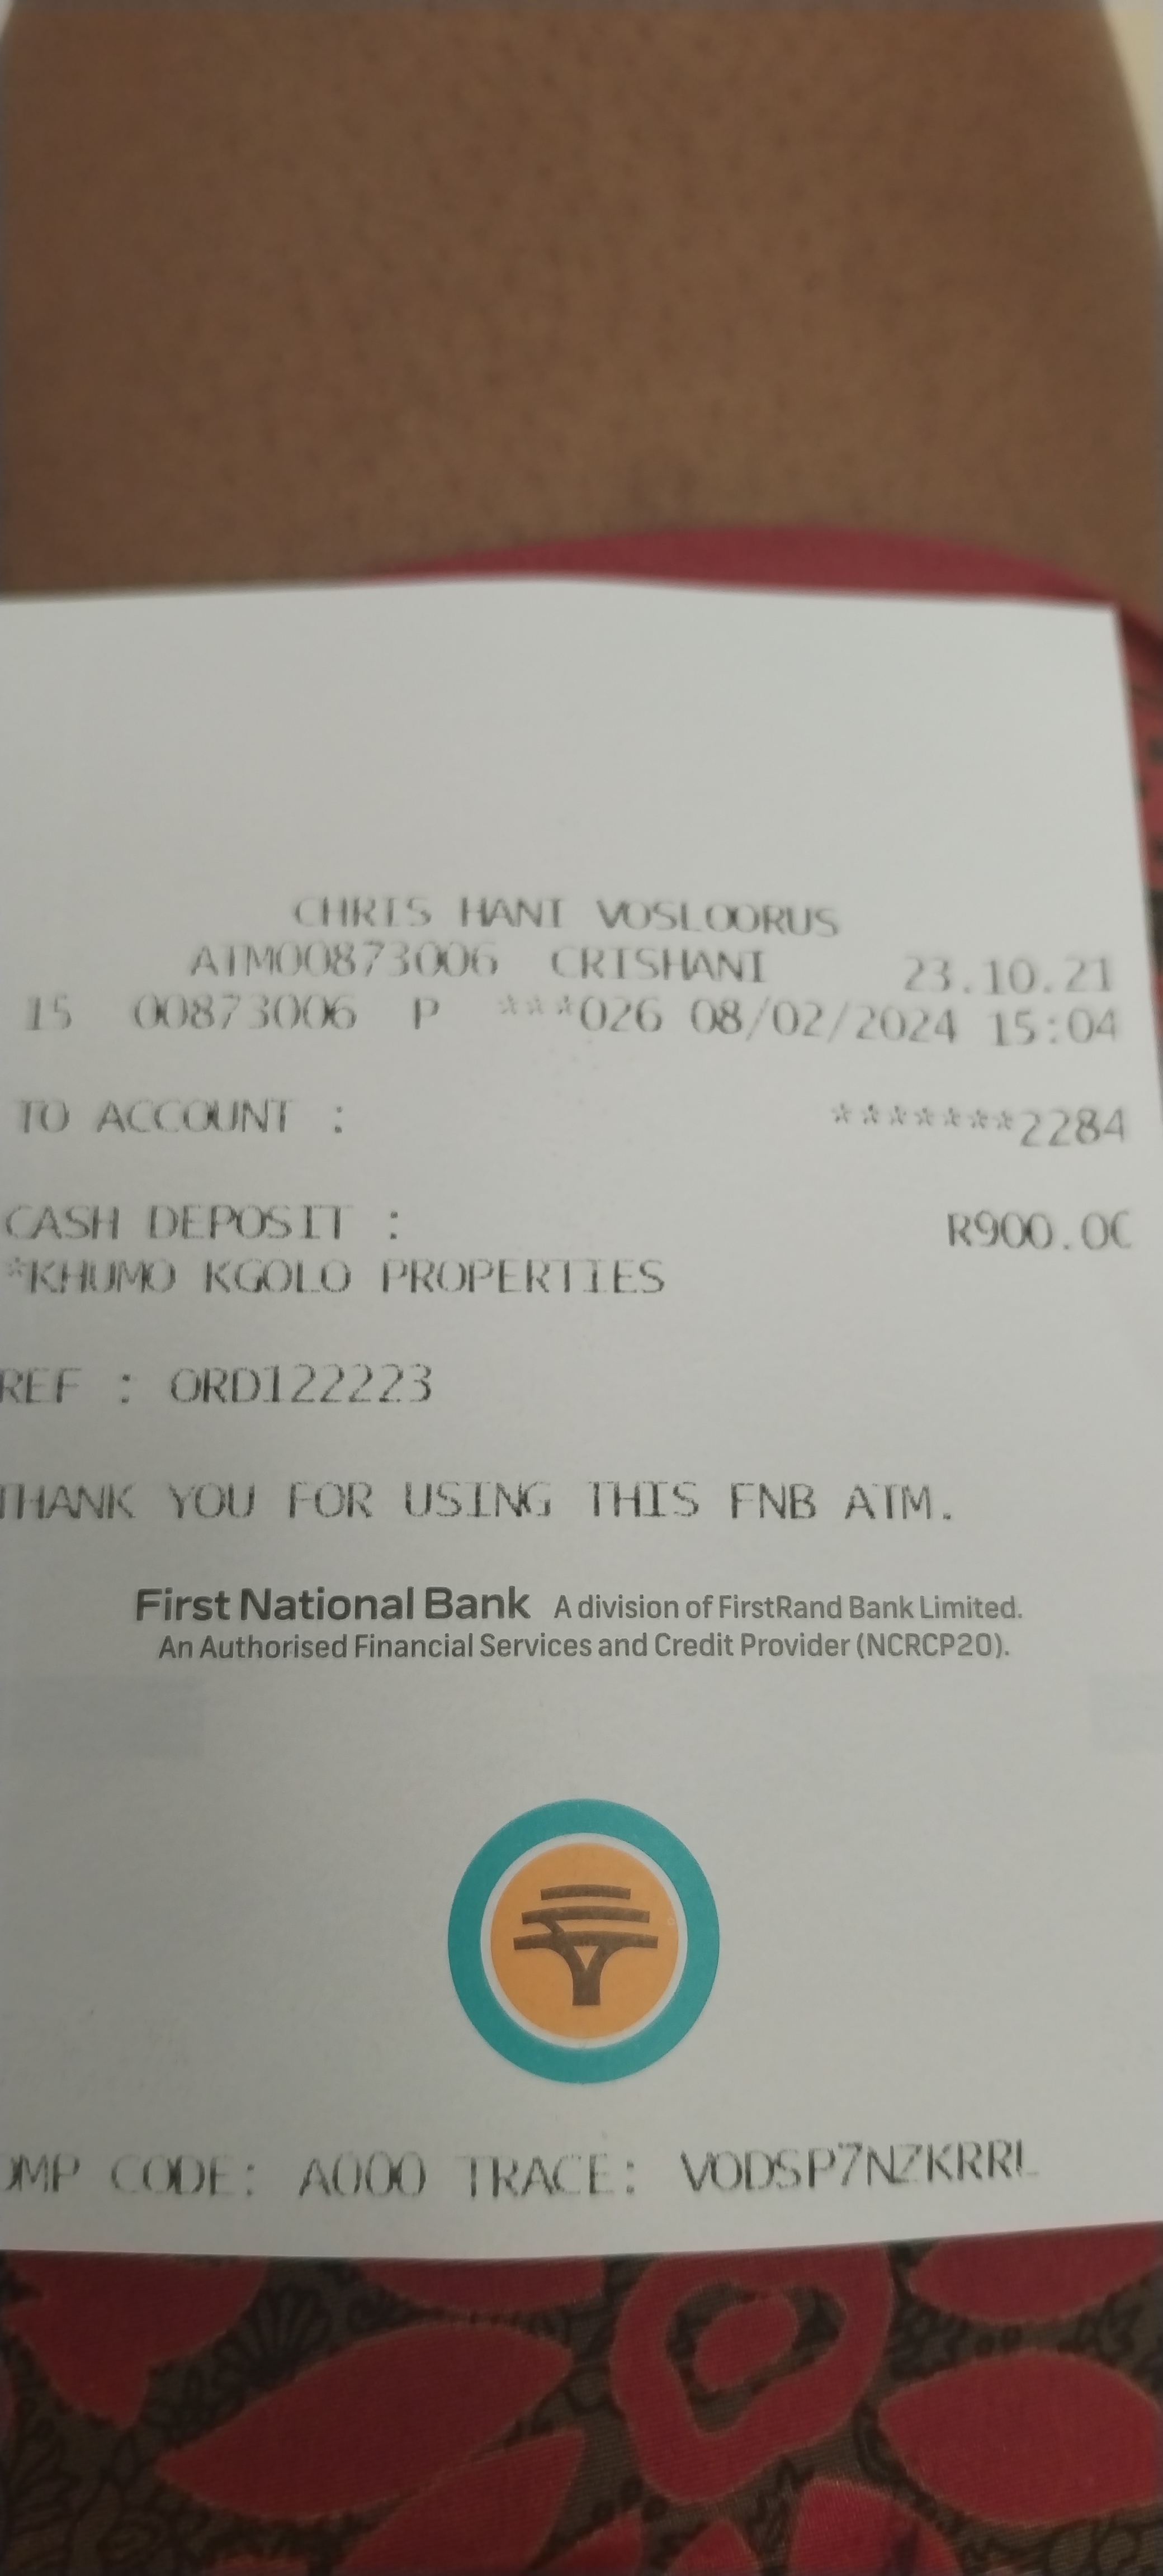 CHRIS HANI VOSLOORUS
ATM00873006 CRISHANI 23.10.21
15 00873006 P ***026 08/02/2024 15:04
TO ACCOUNT : *******2284
CASH DEPOSIT : R900.00
*KHUMO KGOLO PROPERTIES
REF : ORD122223
THANK YOU FOR USING THIS FNB ATM.
First National Bank A division of FirstRand Bank Limited.
An Authorised Financial Services and Credit Provider (NCRCP20).
OMP CODE: A000 TRACE: VODSP7NZKRRL